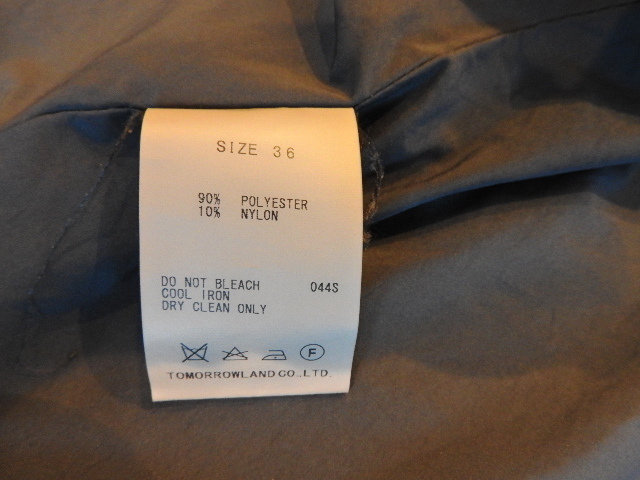 SIZE 36
90% POLYESTER
10% NYLON
DO NOT BLEACH 044S
COOL IRON
DRY CLEAN ONLY
F
TOMORROWLAND CO.,LTD.